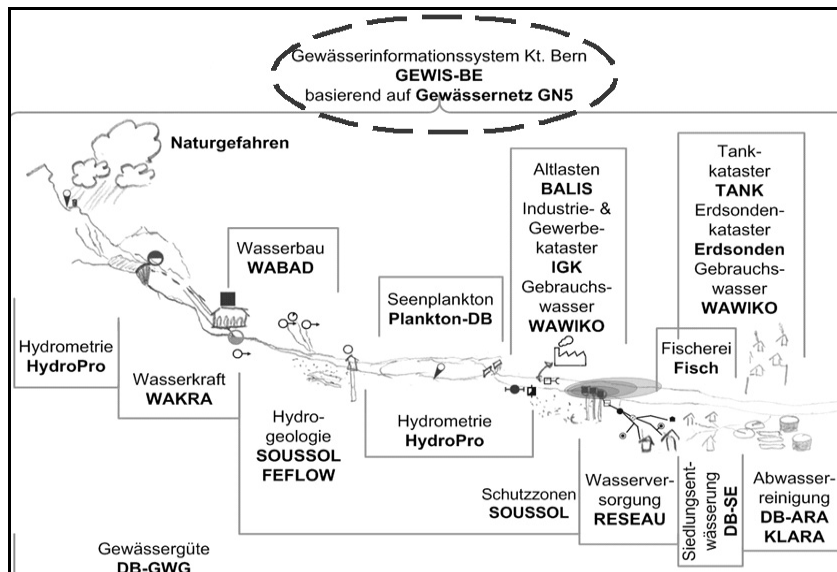 Gewässerinformationssystem Kt. Bern
GEWIS-BE
basierend auf Gewässernetz GN5
Naturgefahren
Hydrometrie
HydroPro
Wasserkraft
WAKRA
Wasserbau
WABAD
Hydro-
geologie
SOUSSOL
FEFLOW
Seenplankton
Plankton-DB
Hydrometrie
HydroPro
Altlasten
BALIS
Industrie- &
Gewerbe-
kataster
IGK
Gebrauchs-
wasser
WAWIKO
Schutzzonen
SOUSSOL
Wasserver-
sorgung
RESEAU
Fischerei
Fisch
Tank-
kataster
TANK
Erdsonden-
kataster
Erdsonden
Gebrauchs-
wasser
WAWIKO
Siedlungsent-
wässerung
DB-SE
Abwasser-
reinigung
DB-ARA
KLARA
Gewässergüte
DB-GWG